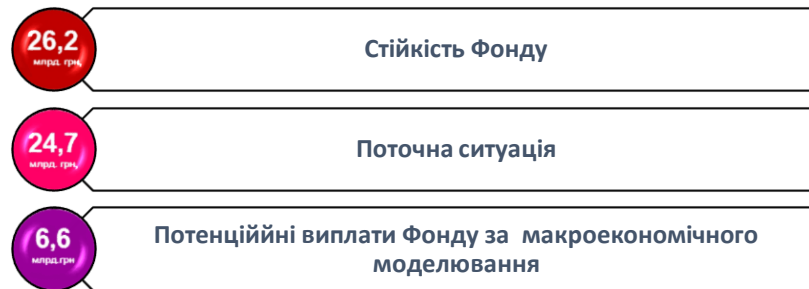 26,2
млрд. грн,
Стійкість Фонду
24,7
млрд. грн,
Поточна ситуація
6,6
млрд.грн
Потенціййні виплати Фонду за макроекономічного
моделювання